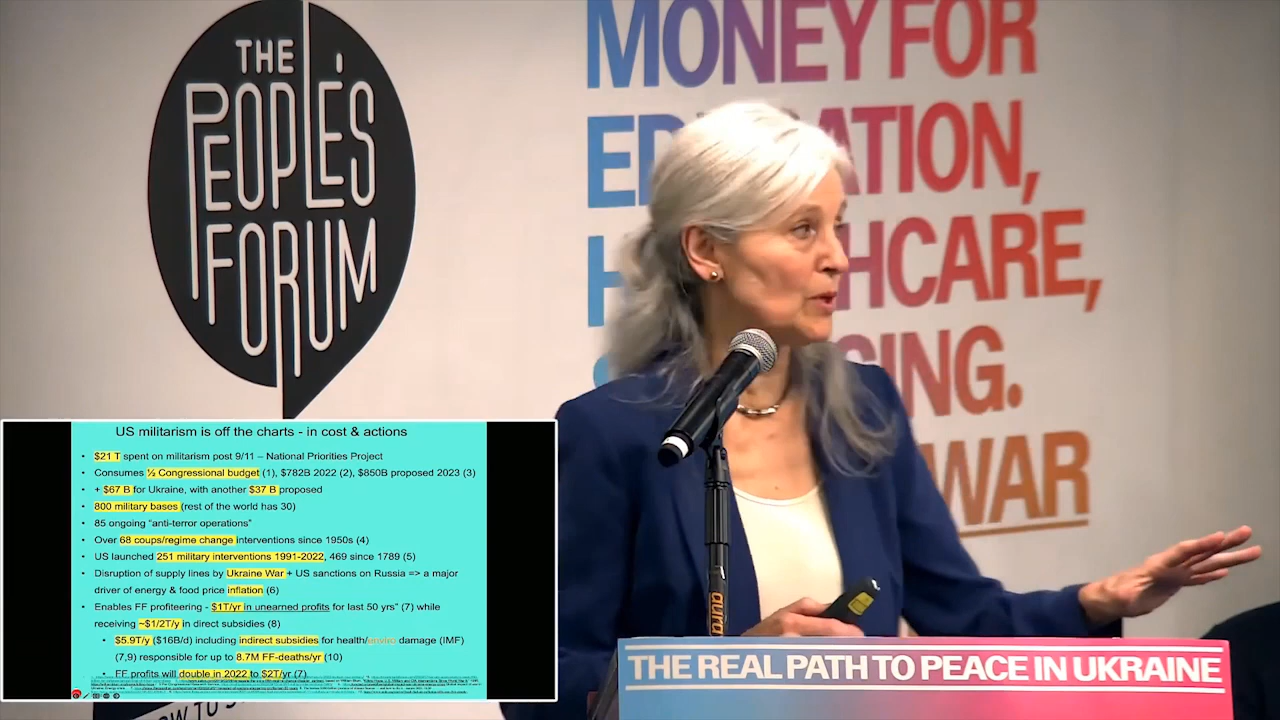 THE
PEOPLE'S
FORUM
MONEY FOR
ED ATION,
H HCARE,
ING.
WAR
US militarism is off the charts - in cost & actions
• $21 T spent on militarism post 9/11 – National Priorities Project
• Consumes ½ Congressional budget (1), $782B 2022 (2), $850B proposed 2023 (3)
• + $67 B for Ukraine, with another $37 B proposed
• 800 military bases (rest of the world has 30)
• 85 ongoing “anti-terror operations”
• Over 68 coups/regime change interventions since 1950s (4)
• US launched 251 military interventions 1991-2022, 469 since 1789 (5)
• Disruption of supply lines by Ukraine War + US sanctions on Russia => a major
driver of energy & food price inflation (6)
• Enables FF profiteering - $1T/yr in unearned profits for last 50 yrs” (7) while
receiving ~$1/2T/y in direct subsidies (8)
• $5.9T/y ($16B/d) including indirect subsidies for health/enviro damage (IMF)
(7,9) responsible for up to 8.7M FF-deaths/yr (10)
• FF profits will double in 2022 to $2T/yr (7)
THE REAL PATH TO PEACE IN UKRAINE